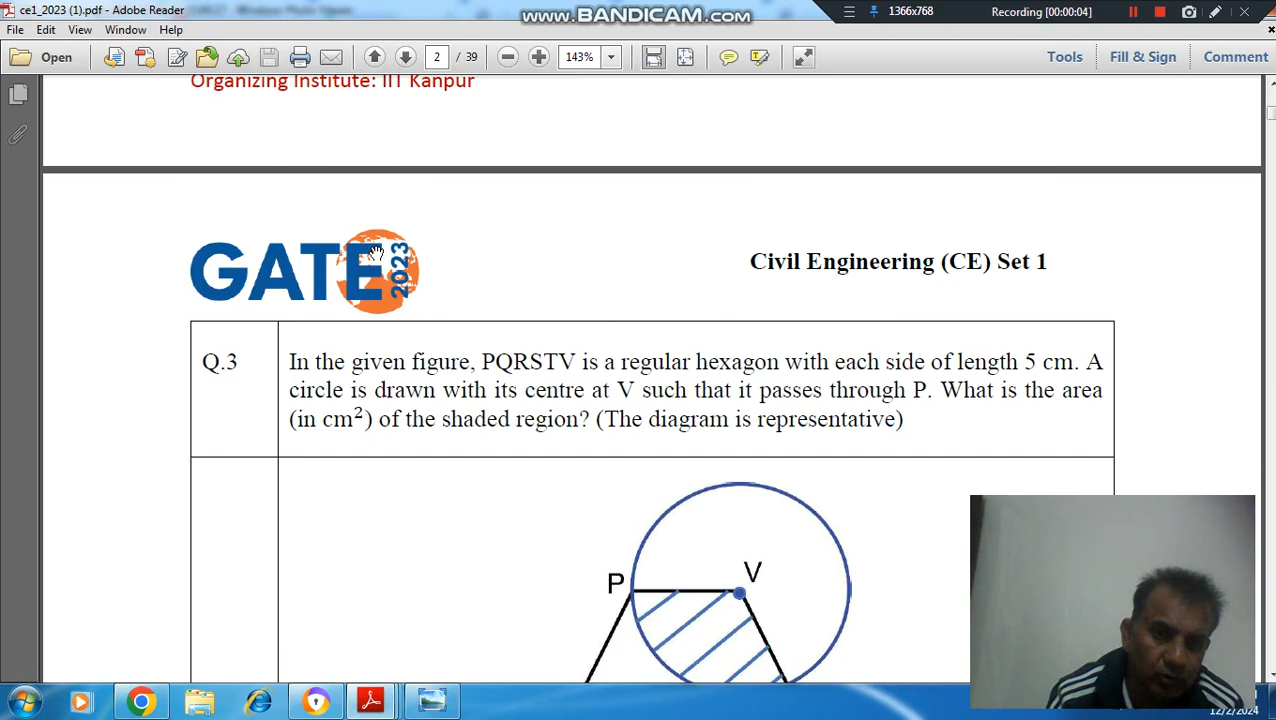 ce1_2023 (1).pdf - Adobe Reader
www.BANDICAM.com
1366x768
Recording [00:00:04]
File Edit View Window Help
Open
2 / 39
143%
Tools
Fill & Sign
Comment
Organizing Institute: IIT Kanpur
GATE 2023
Civil Engineering (CE) Set 1
Q.3
In the given figure, PQRSTV is a regular hexagon with each side of length 5 cm. A
circle is drawn with its centre at V such that it passes through P. What is the area
(in cm²) of the shaded region? (The diagram is representative)
P
V
12/2/2024